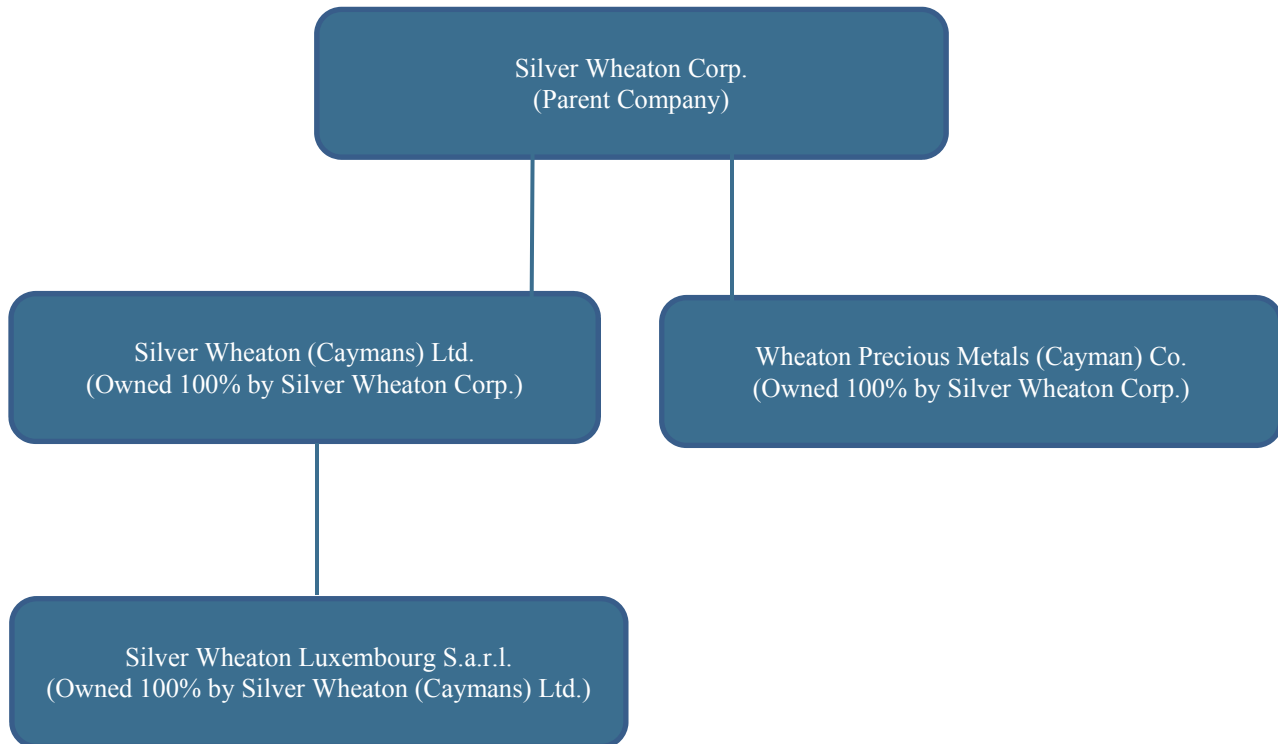 Silver Wheaton Corp.
(Parent Company)
Silver Wheaton (Caymans) Ltd.
(Owned 100% by Silver Wheaton Corp.)
Wheaton Precious Metals (Cayman) Co.
(Owned 100% by Silver Wheaton Corp.)
Silver Wheaton Luxembourg S.a.r.l.
(Owned 100% by Silver Wheaton (Caymans) Ltd.)